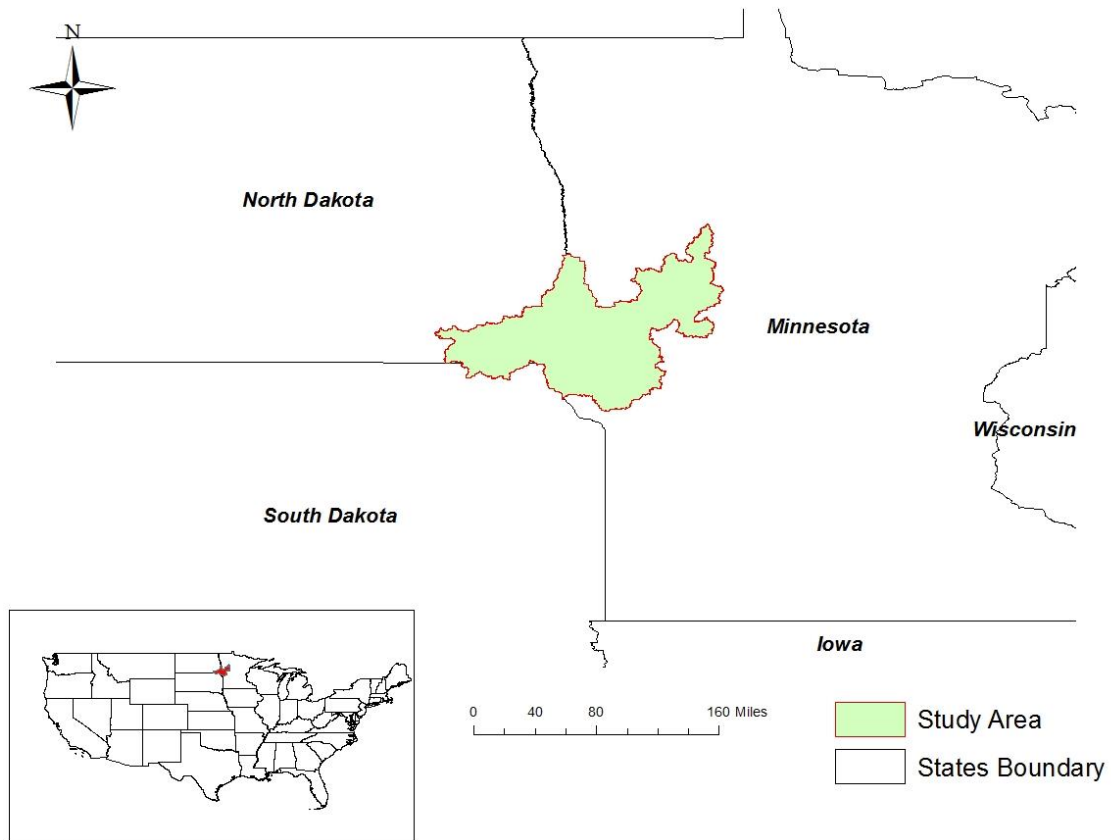 N
North Dakota
Minnesota
Wisconsin
South Dakota
Iowa
0 40 80 160 Miles
Study Area
States Boundary